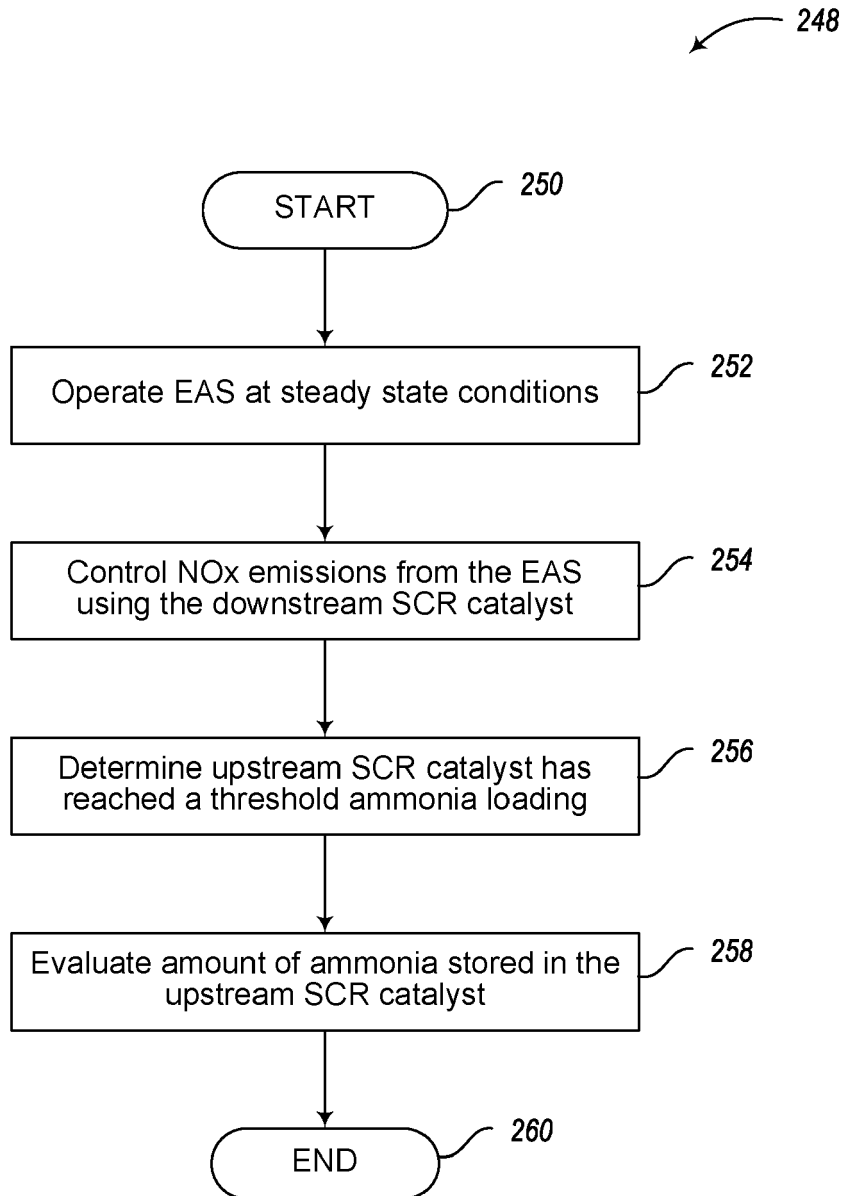 248
START
250
Operate EAS at steady state conditions
252
Control NOx emissions from the EAS
using the downstream SCR catalyst
254
Determine upstream SCR catalyst has
reached a threshold ammonia loading
256
Evaluate amount of ammonia stored in the
upstream SCR catalyst
258
END
260